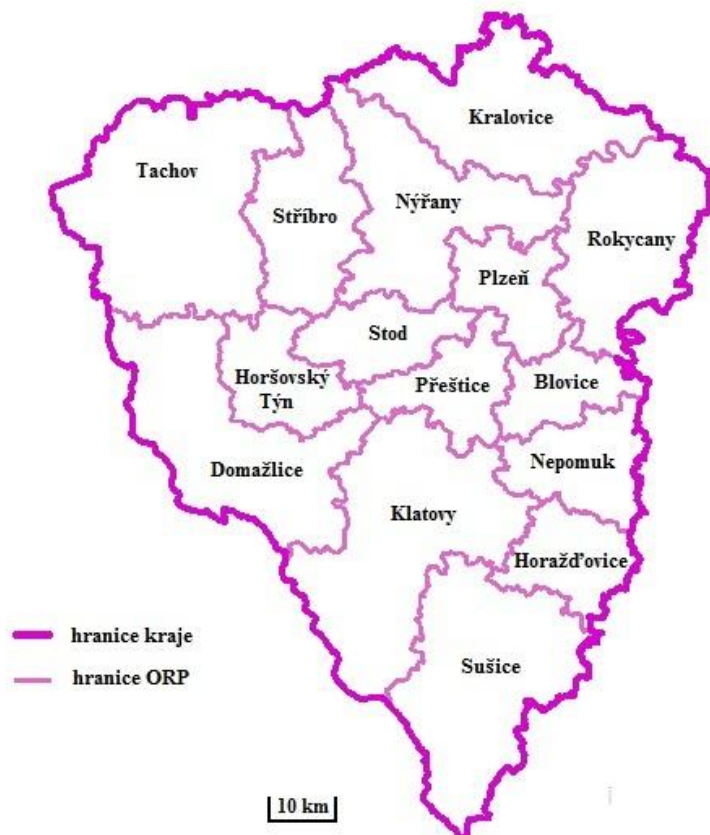 Kralovice
Tachov
Nýřany
Stříbro
Rokycany
Plzeň
Stod
Horšovský
Týn
Přeštice
Blovice
Domažlice
Nepomuk
Klatovy
Horažďovice
hranice kraje
Sušice
hranice ORP
10 km